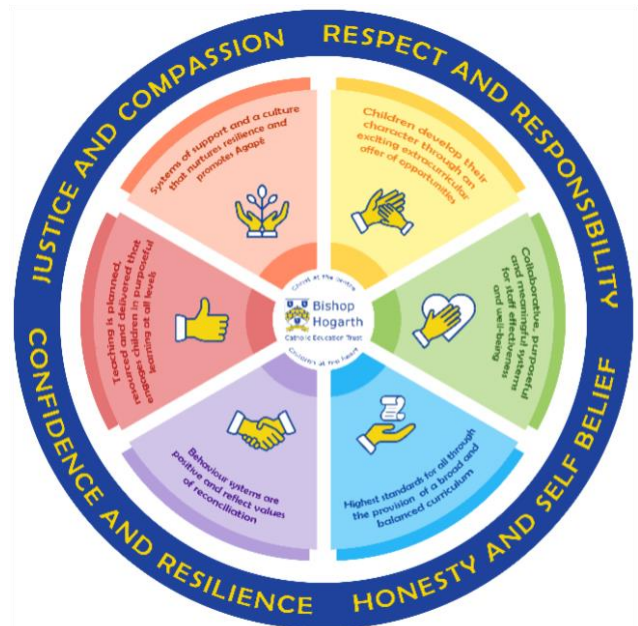 JUSTICE AND COMPASSION
RESPECT AND RESPONSIBILITY
HONESTY AND SELF BELIEF
CONFIDENCE AND RESILIENCE
Systems of support and a culture
that nurtures resilience and
promotes Agapé
Children develop their
character through an
exciting extracurricular
offer of opportunities
Collaborative, purposeful
and meaningful systems
for staff effectiveness
and well-being
Highest standards for all through
the provision of a broad and
balanced curriculum
Behaviour systems are
positive and reflect values
of reconciliation
Teaching is planned,
resourced and delivered that
engages children in purposeful
learning at all levels
Christ at the centre
Bishop
Hogarth
Catholic Education Trust
Children at the heart